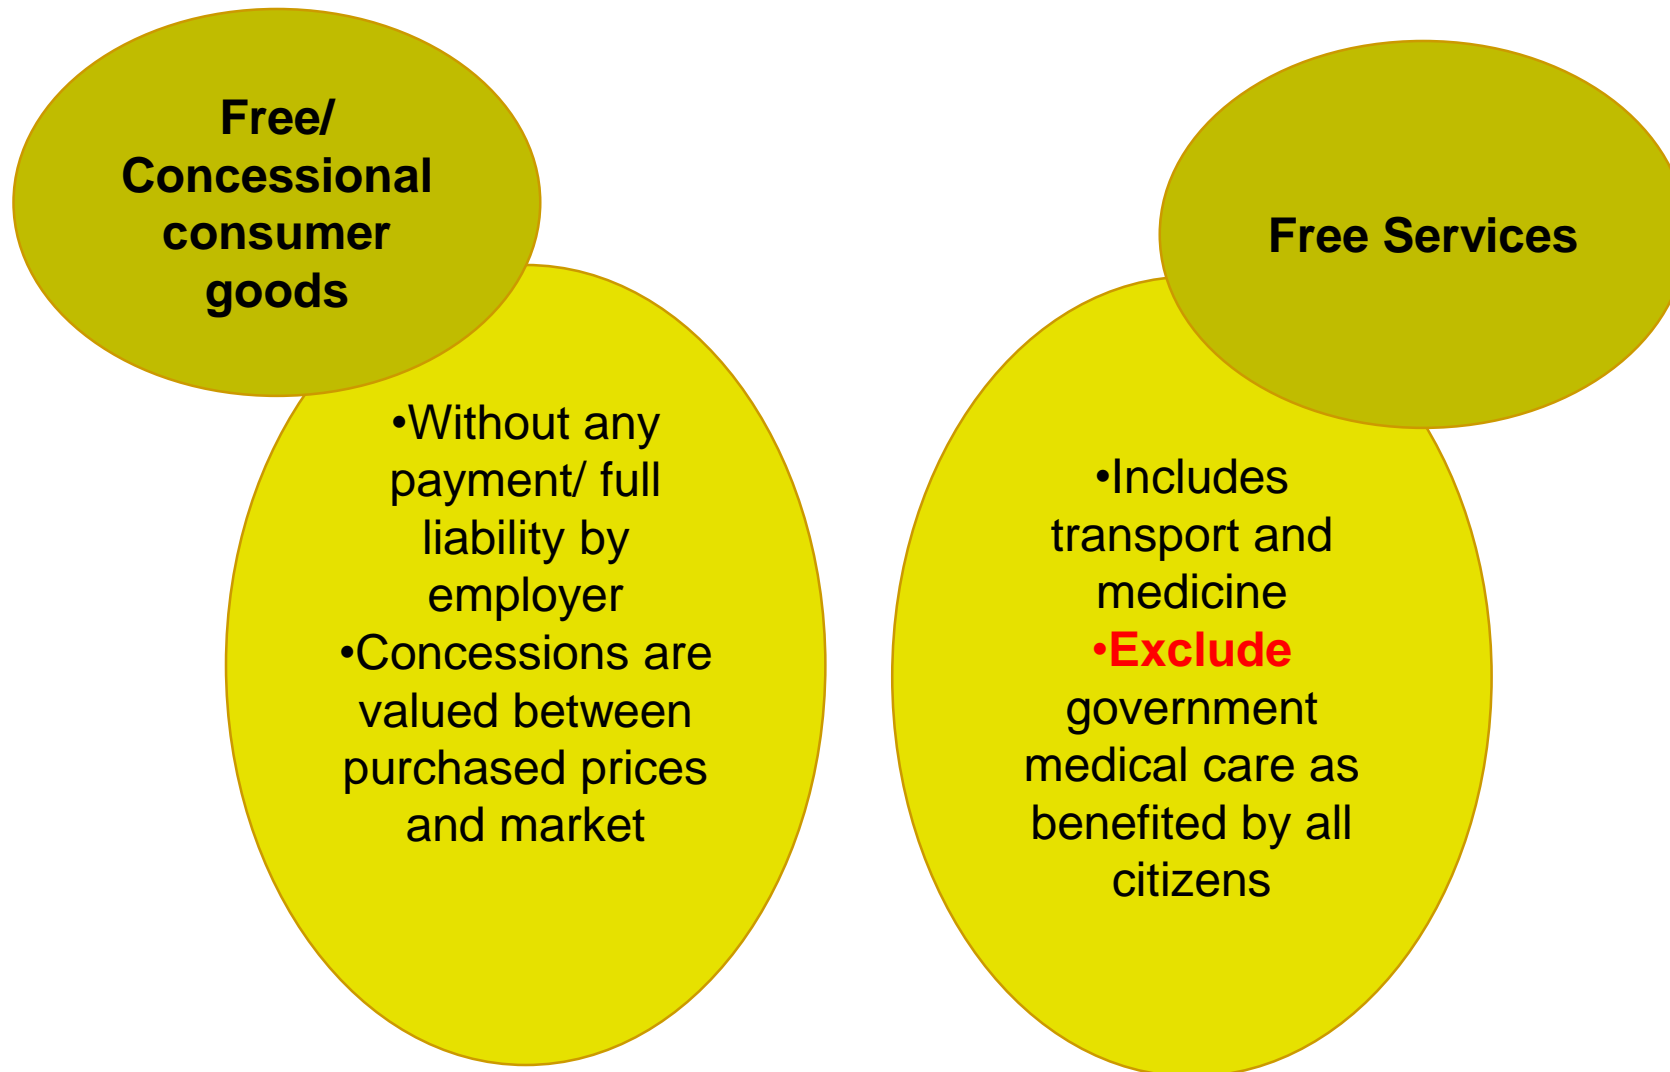 Free/
Concessional
consumer
goods
•Without any
payment/ full
liability by
employer
•Concessions are
valued between
purchased prices
and market
Free Services
•Includes
transport and
medicine
•Exclude
government
medical care as
benefited by all
citizens